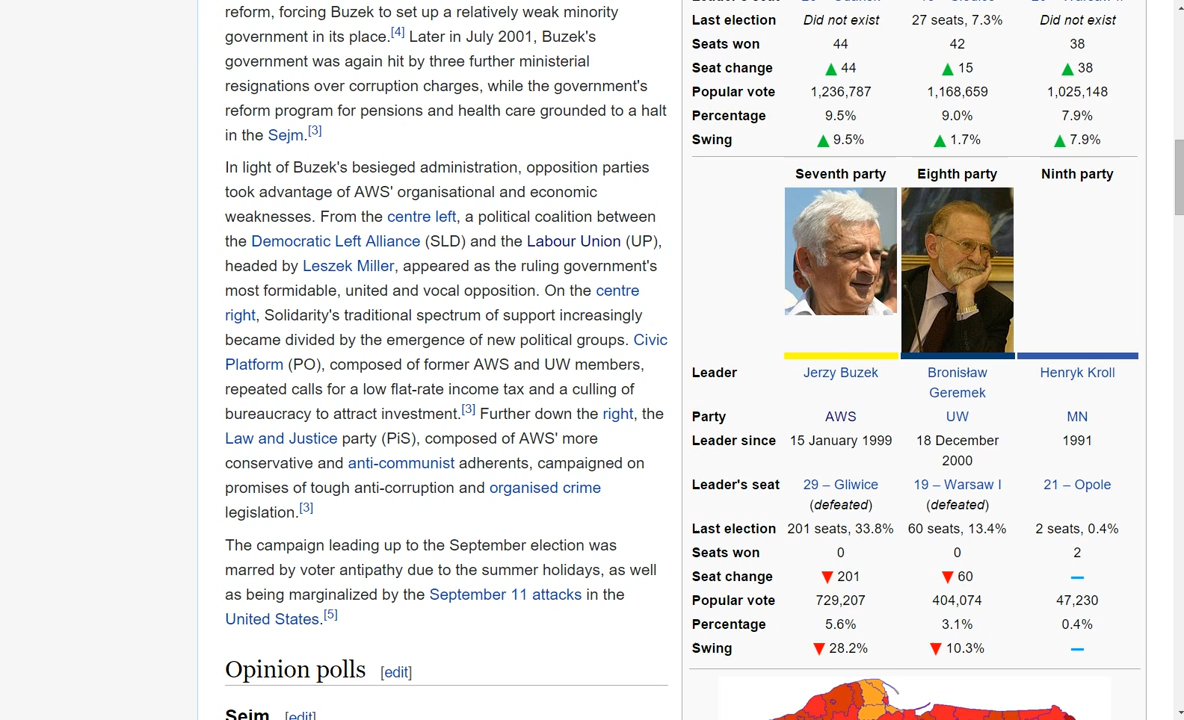 reform, forcing Buzek to set up a relatively weak minority
government in its place.[4] Later in July 2001, Buzek's
government was again hit by three further ministerial
resignations over corruption charges, while the government's
reform program for pensions and health care grounded to a halt
in the Sejm.[3]
In light of Buzek's besieged administration, opposition parties
took advantage of AWS' organisational and economic
weaknesses. From the centre left, a political coalition between
the Democratic Left Alliance (SLD) and the Labour Union (UP),
headed by Leszek Miller, appeared as the ruling government's
most formidable, united and vocal opposition. On the centre
right, Solidarity's traditional spectrum of support increasingly
became divided by the emergence of new political groups. Civic
Platform (PO), composed of former AWS and UW members,
repeated calls for a low flat-rate income tax and a culling of
bureaucracy to attract investment.[3] Further down the right, the
Law and Justice party (PiS), composed of AWS' more
conservative and anti-communist adherents, campaigned on
promises of tough anti-corruption and organised crime
legislation.[3]
The campaign leading up to the September election was
marred by voter antipathy due to the summer holidays, as well
as being marginalized by the September 11 attacks in the
United States.[5]
Opinion polls [edit]
Sejm [edit]
Last election Did not exist 27 seats, 7.3% Did not exist
Seats won 44 42 38
Seat change ▲ 44 ▲ 15 ▲ 38
Popular vote 1,236,787 1,168,659 1,025,148
Percentage 9.5% 9.0% 7.9%
Swing ▲ 9.5% ▲ 1.7% ▲ 7.9%
Seventh party Eighth party Ninth party
Leader Jerzy Buzek Bronisław Henryk Kroll
Geremek
Party AWS UW MN
Leader since 15 January 1999 18 December 1991
2000
Leader's seat 29 – Gliwice 19 – Warsaw I 21 – Opole
(defeated) (defeated)
Last election 201 seats, 33.8% 60 seats, 13.4% 2 seats, 0.4%
Seats won 0 0 2
Seat change ▼ 201 ▼ 60 –
Popular vote 729,207 404,074 47,230
Percentage 5.6% 3.1% 0.4%
Swing ▼ 28.2% ▼ 10.3% –